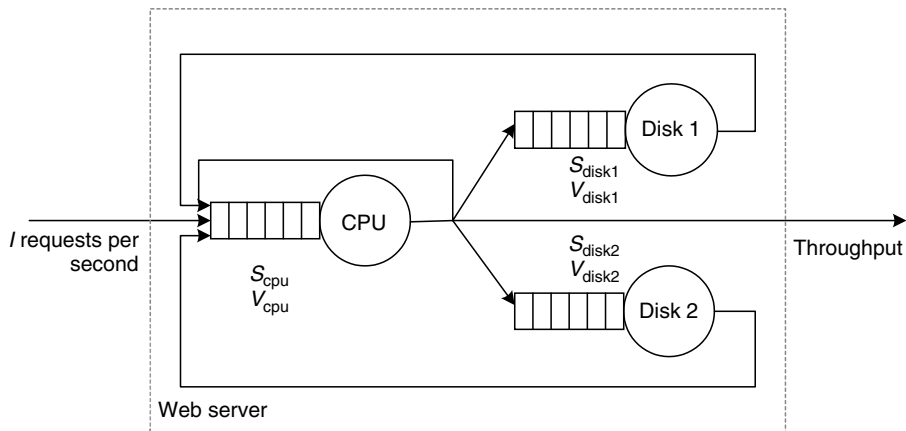 Disk 1
S_disk1
V_disk1
CPU
I requests per
second
S_cpu
V_cpu
Throughput
S_disk2
V_disk2
Disk 2
Web server